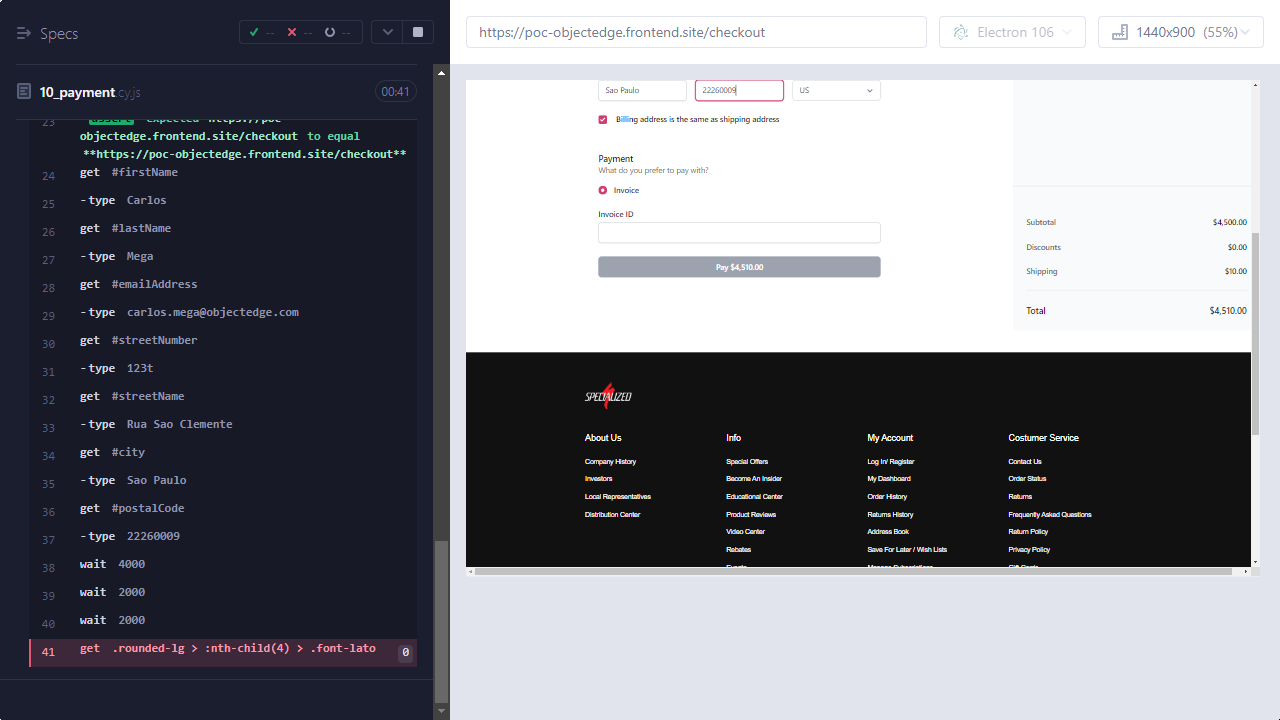 Specs
--
--
--
10_payment.cy.js
00:41
23
objectedge.frontend.site/checkout to equal
**https://poc-objectedge.frontend.site/checkout**
24 get #firstName
25 -type Carlos
26 get #lastName
27 -type Mega
28 get #emailAddress
29 -type carlos.mega@objectedge.com
30 get #streetNumber
31 -type 123t
32 get #streetName
33 -type Rua Sao Clemente
34 get #city
35 -type Sao Paulo
36 get #postalCode
37 -type 22260009
38 wait 4000
39 wait 2000
40 wait 2000
41 get .rounded-lg > :nth-child(4) > .font-lato 0
https://poc-objectedge.frontend.site/checkout
Electron 106
1440x900 (55%)
Sao Paulo
22260009
US
Billing address is the same as shipping address
Payment
What do you prefer to pay with?
Invoice
Invoice ID
Pay $4,510.00
Subtotal $4,500.00
Discounts $0.00
Shipping $10.00
Total $4,510.00
SPECIALIZED
About Us
Company History
Investors
Local Representatives
Distribution Center
Info
Special Offers
Become An Insider
Educational Center
Product Reviews
Video Center
Rebates
My Account
Log In/ Register
My Dashboard
Order History
Returns History
Address Book
Save For Later / Wish Lists
Costumer Service
Contact Us
Order Status
Returns
Frequently Asked Questions
Return Policy
Privacy Policy